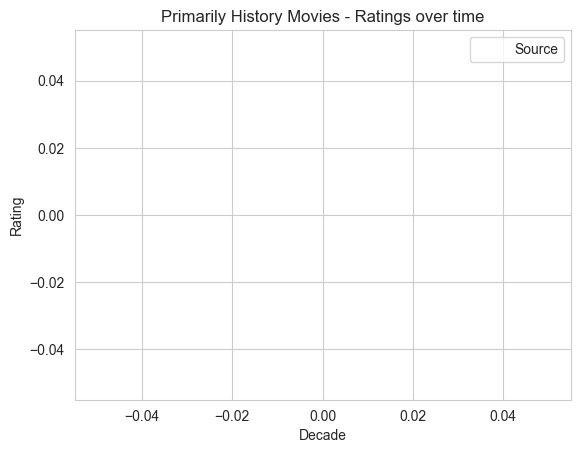 Primarily History Movies - Ratings over time
Source
0.04
0.02
0.00
−0.02
−0.04
Rating
−0.04
−0.02
0.00
0.02
0.04
Decade